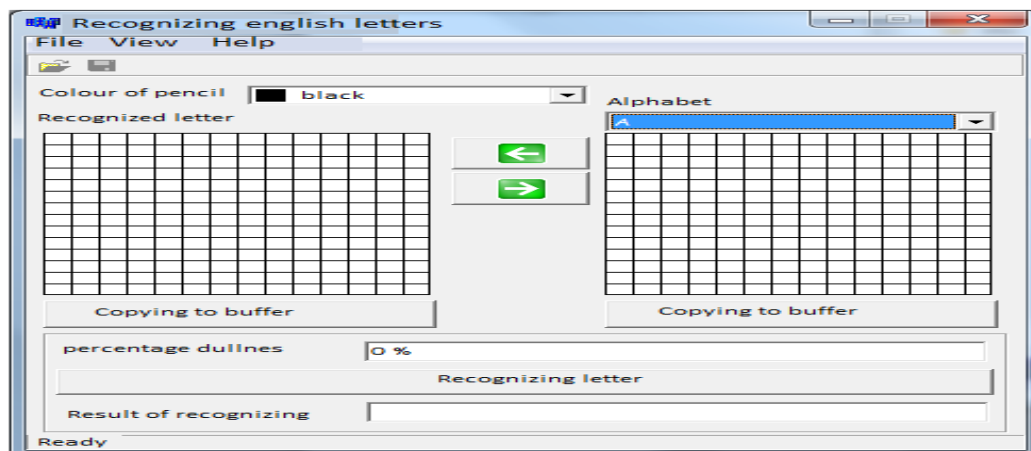 Recognizing english letters
File View Help
Colour of pencil black
Alphabet
Recognized letter
A
Copying to buffer
Copying to buffer
percentage dullnes 0 %
Recognizing letter
Result of recognizing
Ready